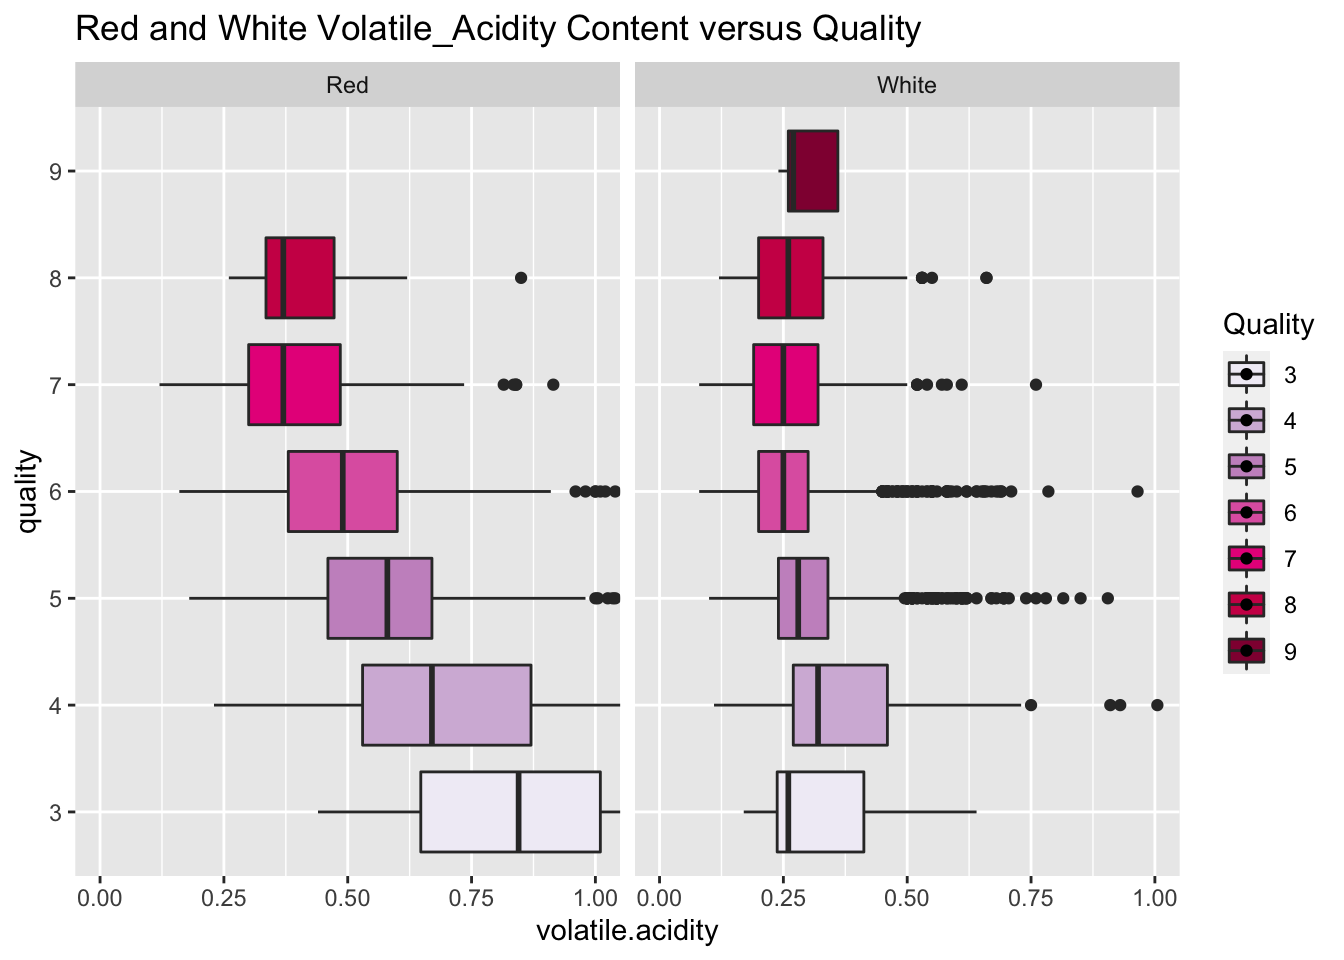 Red and White Volatile_Acidity Content versus Quality
Red
White
quality
9
8
7
6
5
4
3
0.00 0.25 0.50 0.75 1.00
0.00 0.25 0.50 0.75 1.00
volatile.acidity
Quality
3
4
5
6
7
8
9